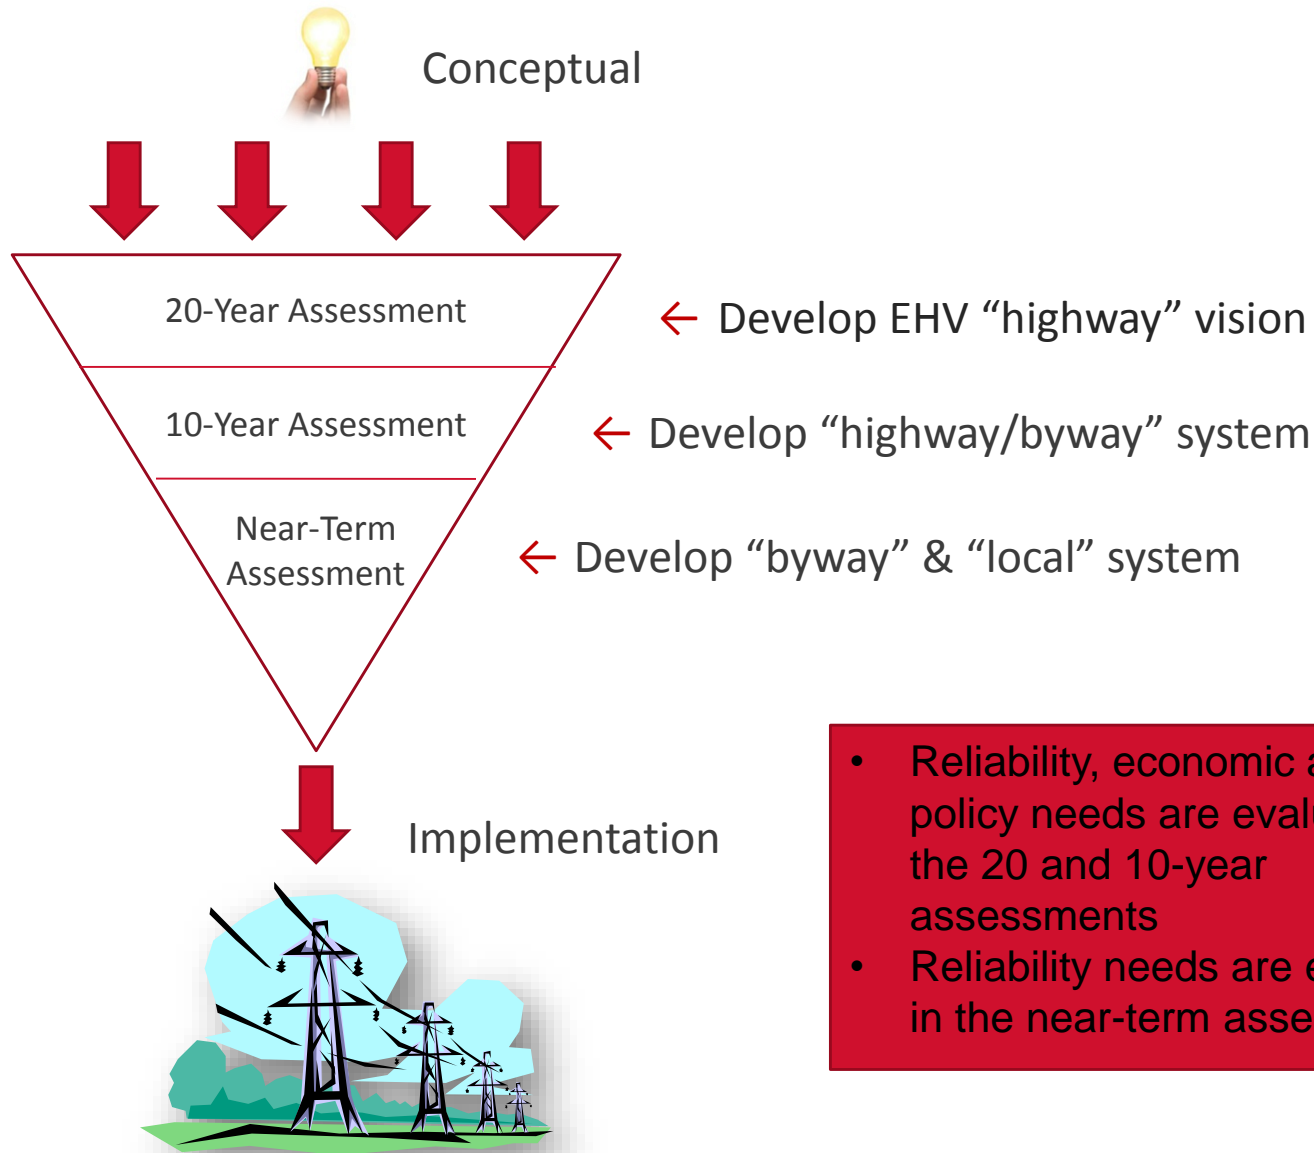 Conceptual
20-Year Assessment
← Develop EHV “highway” vision
10-Year Assessment
← Develop “highway/byway” system
Near-Term
Assessment
← Develop “byway” & “local” system
Implementation
• Reliability, economic
policy needs are
the 20 and 10-year
assessments
• Reliability needs are
in the near-term